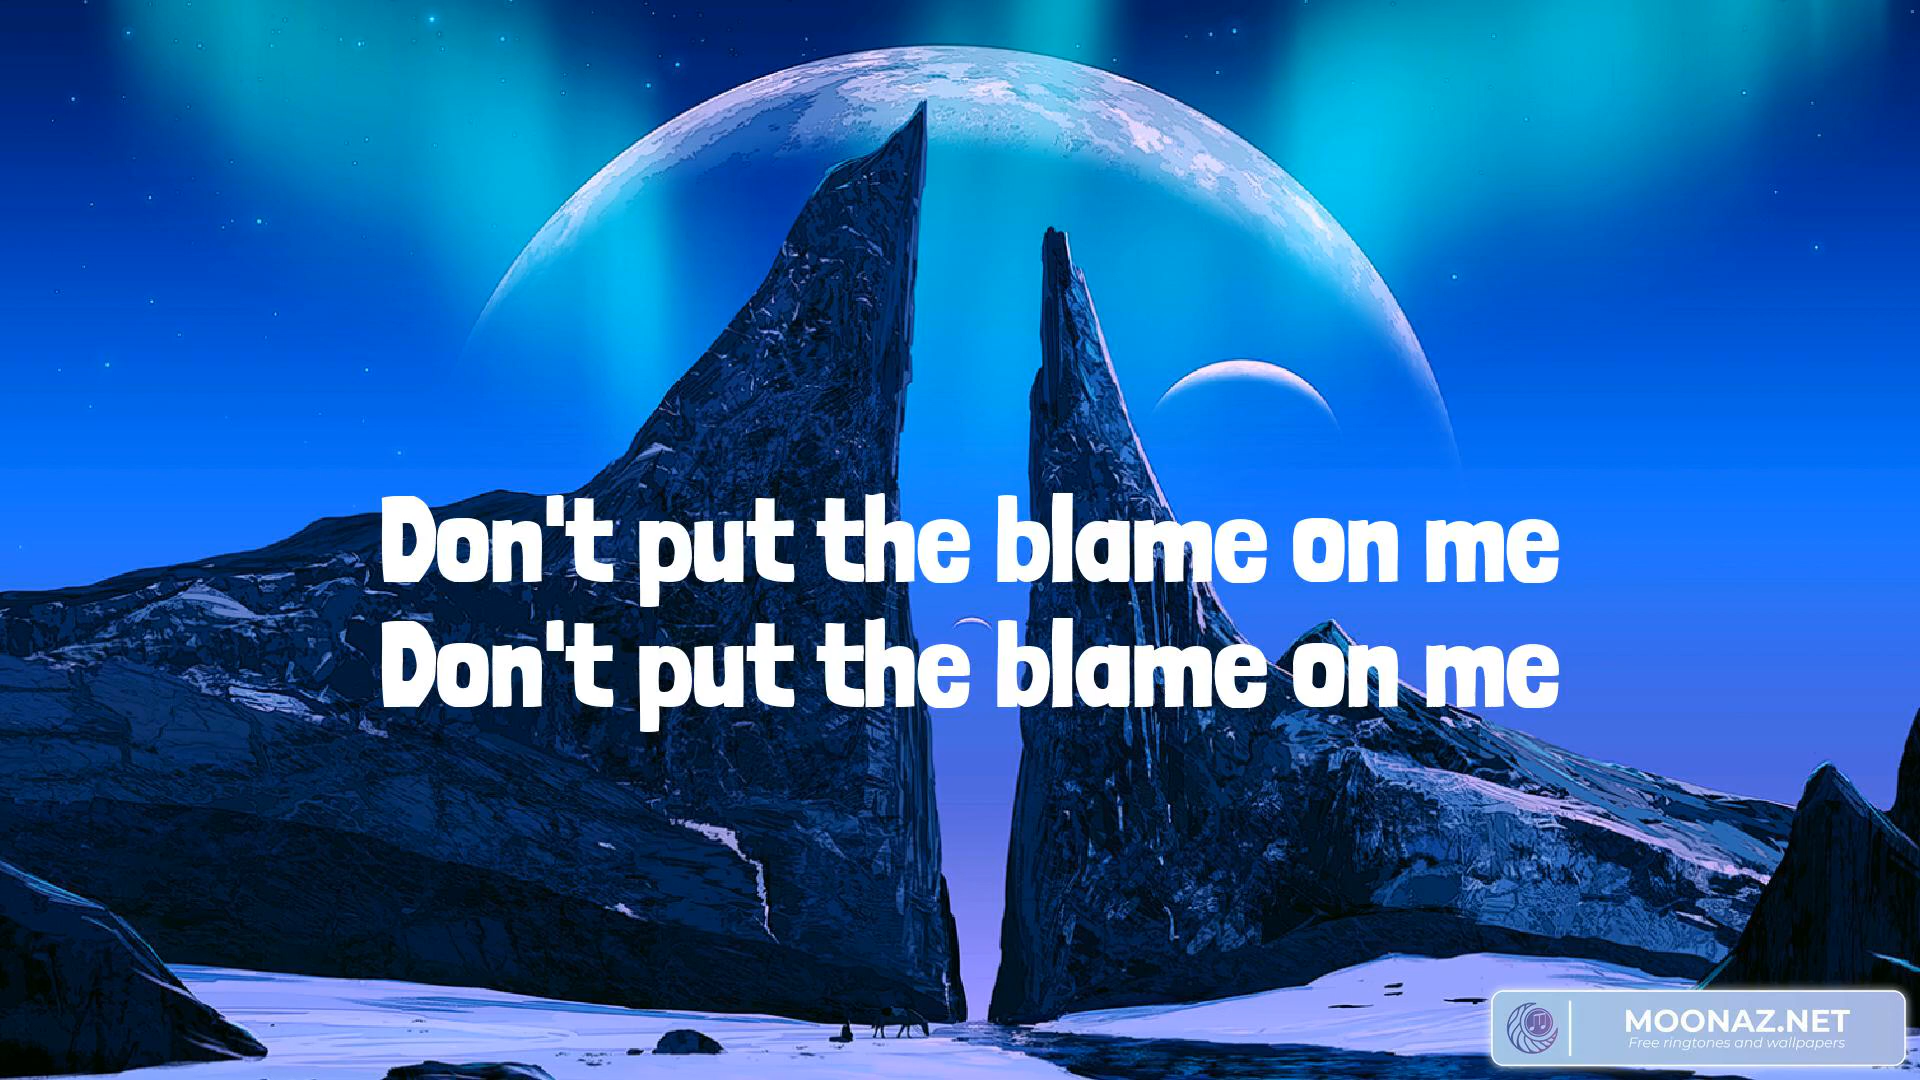 Don't put the blame on me
Don't put the blame on me
MOONAZ.NET
Free ringtones and wallpapers